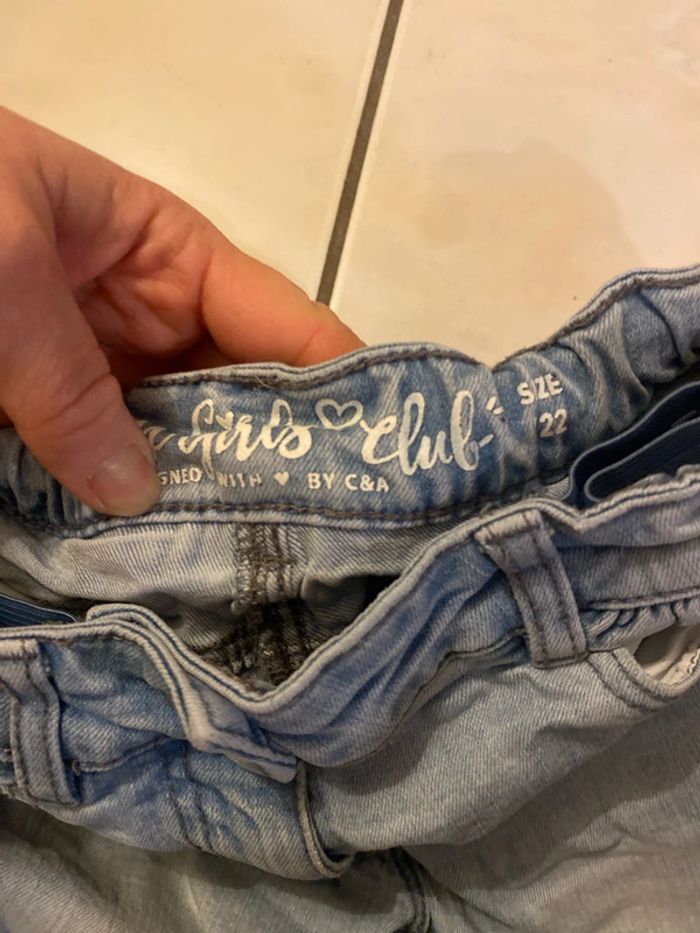 Girls Club
SIZE
22
WITH BY C&A